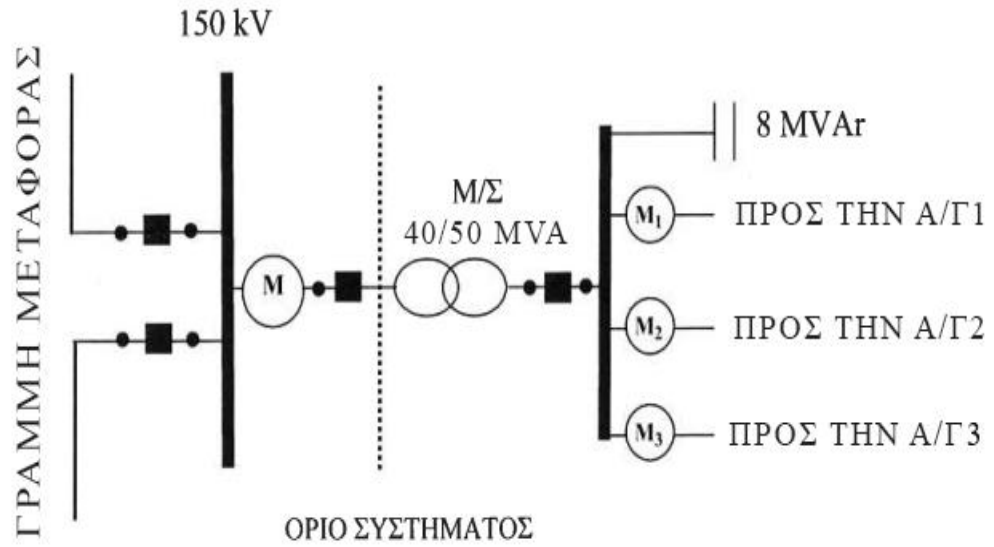 150 kV
ΓΡΑΜΜΗ ΜΕΤΑΦΟΡΑΣ
8 MVAr
Μ/Σ
40/50 MVA
M
M₁
ΠΡΟΣ ΤΗΝ Α/Γ1
M₂
ΠΡΟΣ ΤΗΝ Α/Γ2
M₃
ΠΡΟΣ ΤΗΝ Α/Γ3
ΟΡΙΟ ΣΥΣΤΗΜΑΤΟΣ